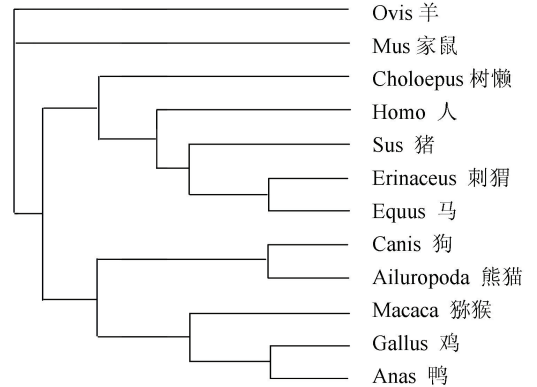 Ovis 羊
Mus 家鼠
Choloepus 树懒
Homo 人
Sus 猪
Erinaceus 刺猬
Equus 马
Canis 狗
Ailuropoda 熊猫
Macaca 猕猴
Gallus 鸡
Anas 鸭